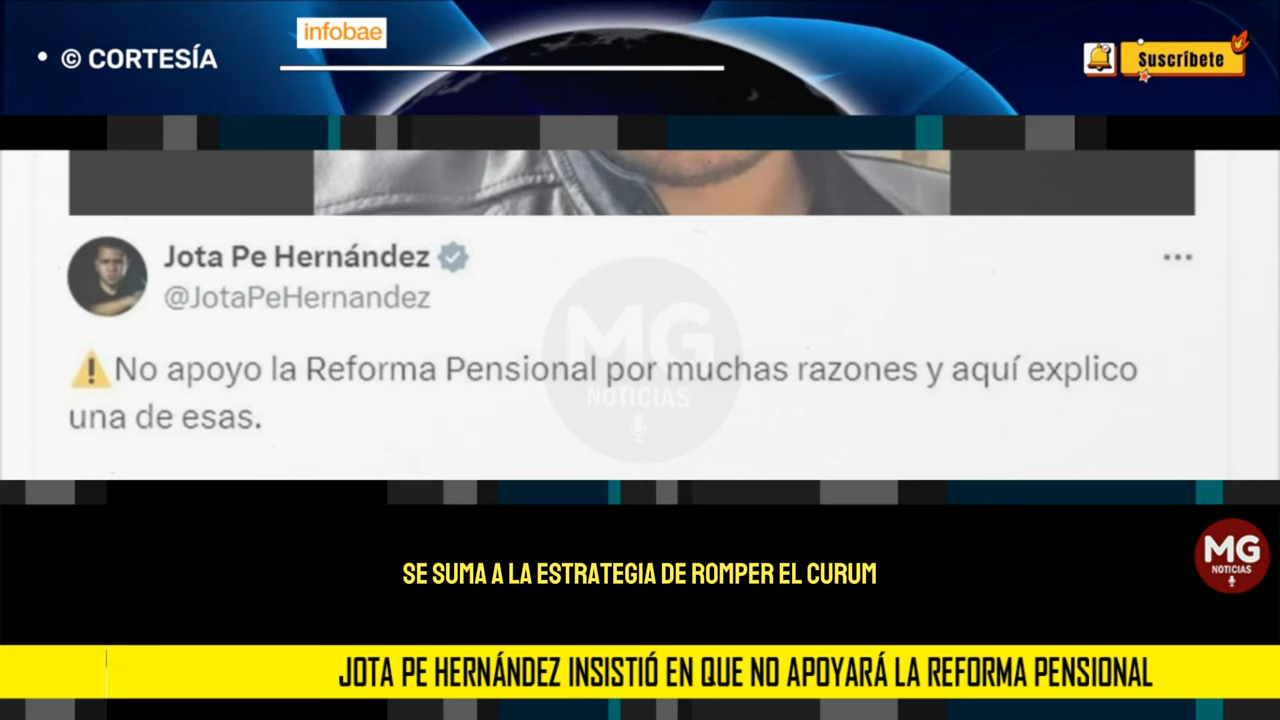 infobae
• © CORTESÍA
Suscríbete
Jota Pe Hernández
@JotaPeHernandez
⚠️No apoyo la Reforma Pensional por muchas razones y aquí explico
una de esas.
MG
NOTICIAS
SE SUMA A LA ESTRATEGIA DE ROMPER EL CURUM
MG
NOTICIAS
JOTA PE HERNÁNDEZ INSISTIÓ EN QUE NO APOYARÁ LA REFORMA PENSIONAL